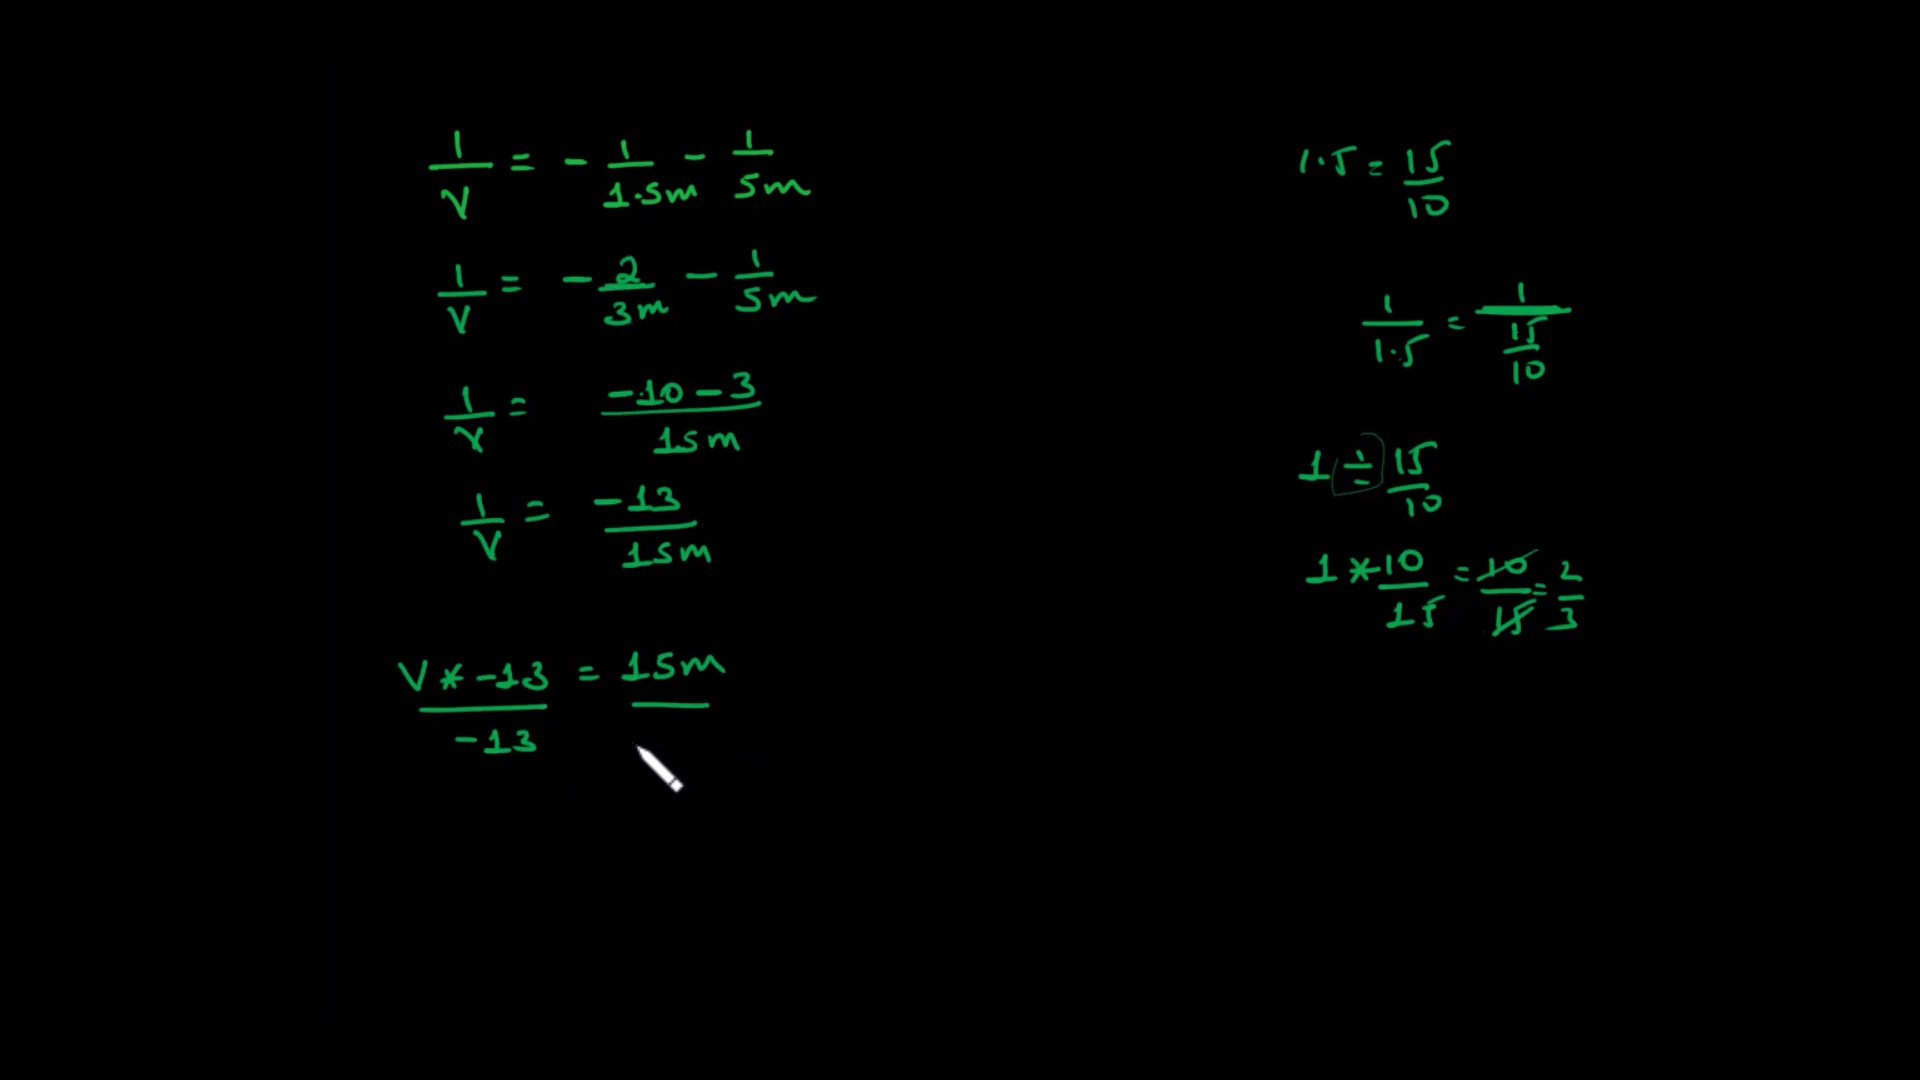 1/V = - 1/1.5m - 1/5m
1/V = - 2/3m - 1/5m
1/V = -10-3/15m
1/V = -13/15m
V * -13/-13 = 15m/
1.5 = 15/10
1/1.5 = 1/15/10
1 ÷ 15/10
1 * 10/15 = 10/15 = 2/3